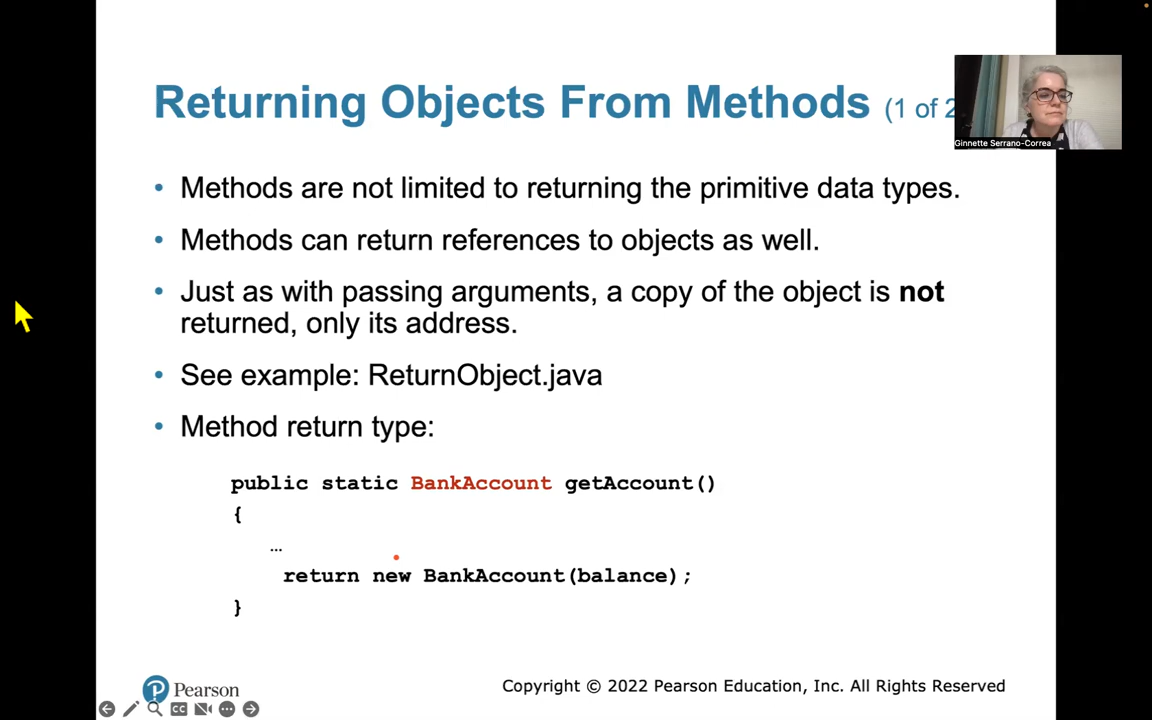 Returning Objects From Methods (1 of 2
Ginnette Serrano-Correa
• Methods are not limited to returning the primitive data types.
• Methods can return references to objects as well.
• Just as with passing arguments, a copy of the object is not
returned, only its address.
• See example: ReturnObject.java
• Method return type:
public static BankAccount getAccount()
{
…
return new BankAccount(balance);
}
P Pearson
Copyright © 2022 Pearson Education, Inc. All Rights Reserved
CC